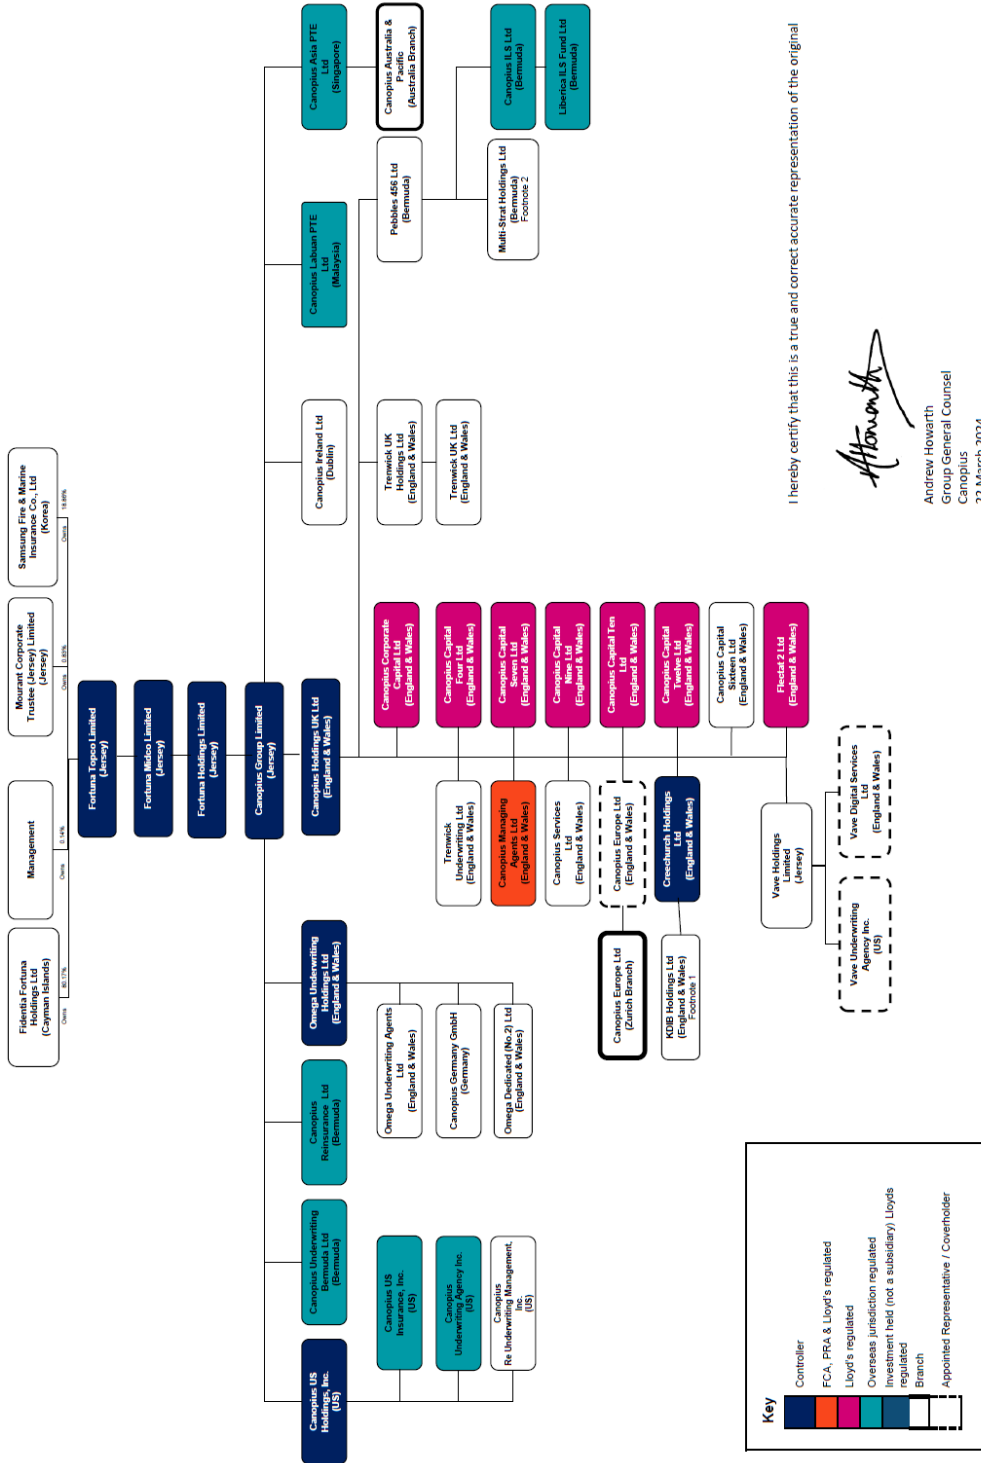 Fidentia Fortuna
Holdings Ltd
(Cayman Islands)
Management
Mourant Corporate
Trustee (Jersey) Limited
(Jersey)
Samsung Fire & Marine
Insurance Co., Ltd
(Korea)
Owns
80.17%
Owns
0.14%
Owns
0.83%
Owns
18.86%
Fortuna Topco Limited
(Jersey)
Fortuna Midco Limited
(Jersey)
Fortuna Holdings Limited
(Jersey)
Canopius Group Limited
(Jersey)
Canopius US
Holdings, Inc.
(US)
Canopius Underwriting
Bermuda Ltd
(Bermuda)
Canopius
Reinsurance Ltd
(Bermuda)
Omega Underwriting
Holdings Ltd
(England & Wales)
Canopius Holdings UK Ltd
(England & Wales)
Canopius Ireland Ltd
(Dublin)
Canopius Labuan PTE
Ltd
(Malaysia)
Canopius Asia PTE
Ltd
(Singapore)
Canopius US
Insurance, Inc.
(US)
Canopius
Underwriting Agency Inc.
(US)
Canopius
Re Underwriting Management,
Inc.
(US)
Omega Underwriting Agents
Ltd
(England & Wales)
Canopius Germany GmbH
(Germany)
Omega Dedicated (No.2) Ltd
(England & Wales)
Canopius Corporate
Capital Ltd
(England & Wales)
Trenwick UK
Holdings Ltd
(England & Wales)
Trenwick UK Ltd
(England & Wales)
Pebbles 456 Ltd
(Bermuda)
Canopius Australia &
Pacific
(Australia Branch)
Multi-Strat Holdings Ltd
(Bermuda)
Footnote 2
Canopius ILS Ltd
(Bermuda)
Liberica ILS Fund Ltd
(Bermuda)
Trenwick
Underwriting Ltd
(England & Wales)
Canopius Capital
Four Ltd
(England & Wales)
Canopius Managing
Agents Ltd
(England & Wales)
Canopius Capital
Seven Ltd
(England & Wales)
Canopius Services
Ltd
(England & Wales)
Canopius Capital
Nine Ltd
(England & Wales)
Canopius Europe Ltd
(Zurich Branch)
Canopius Europe Ltd
(England & Wales)
Canopius Capital Ten
Ltd
(England & Wales)
KDIB Holdings Ltd
(England & Wales)
Footnote 1
Creechurch Holdings
Ltd
(England & Wales)
Canopius Capital
Twelve Ltd
(England & Wales)
Canopius Capital
Sixteen Ltd
(England & Wales)
Flectat 2 Ltd
(England & Wales)
Vave Holdings
Limited
(Jersey)
Vave Underwriting
Agency Inc.
(US)
Vave Digital Services
Ltd
(England & Wales)
Key
Controller
FCA, PRA & Lloyd's regulated
Lloyd's regulated
Overseas jurisdiction regulated
Investment held (not a subsidiary) Lloyds
regulated
Branch
Appointed Representative / Coverholder
I hereby certify that this is a true and correct accurate representation of the original
Andrew Howarth
Group General Counsel
Canopius
22 March 2024